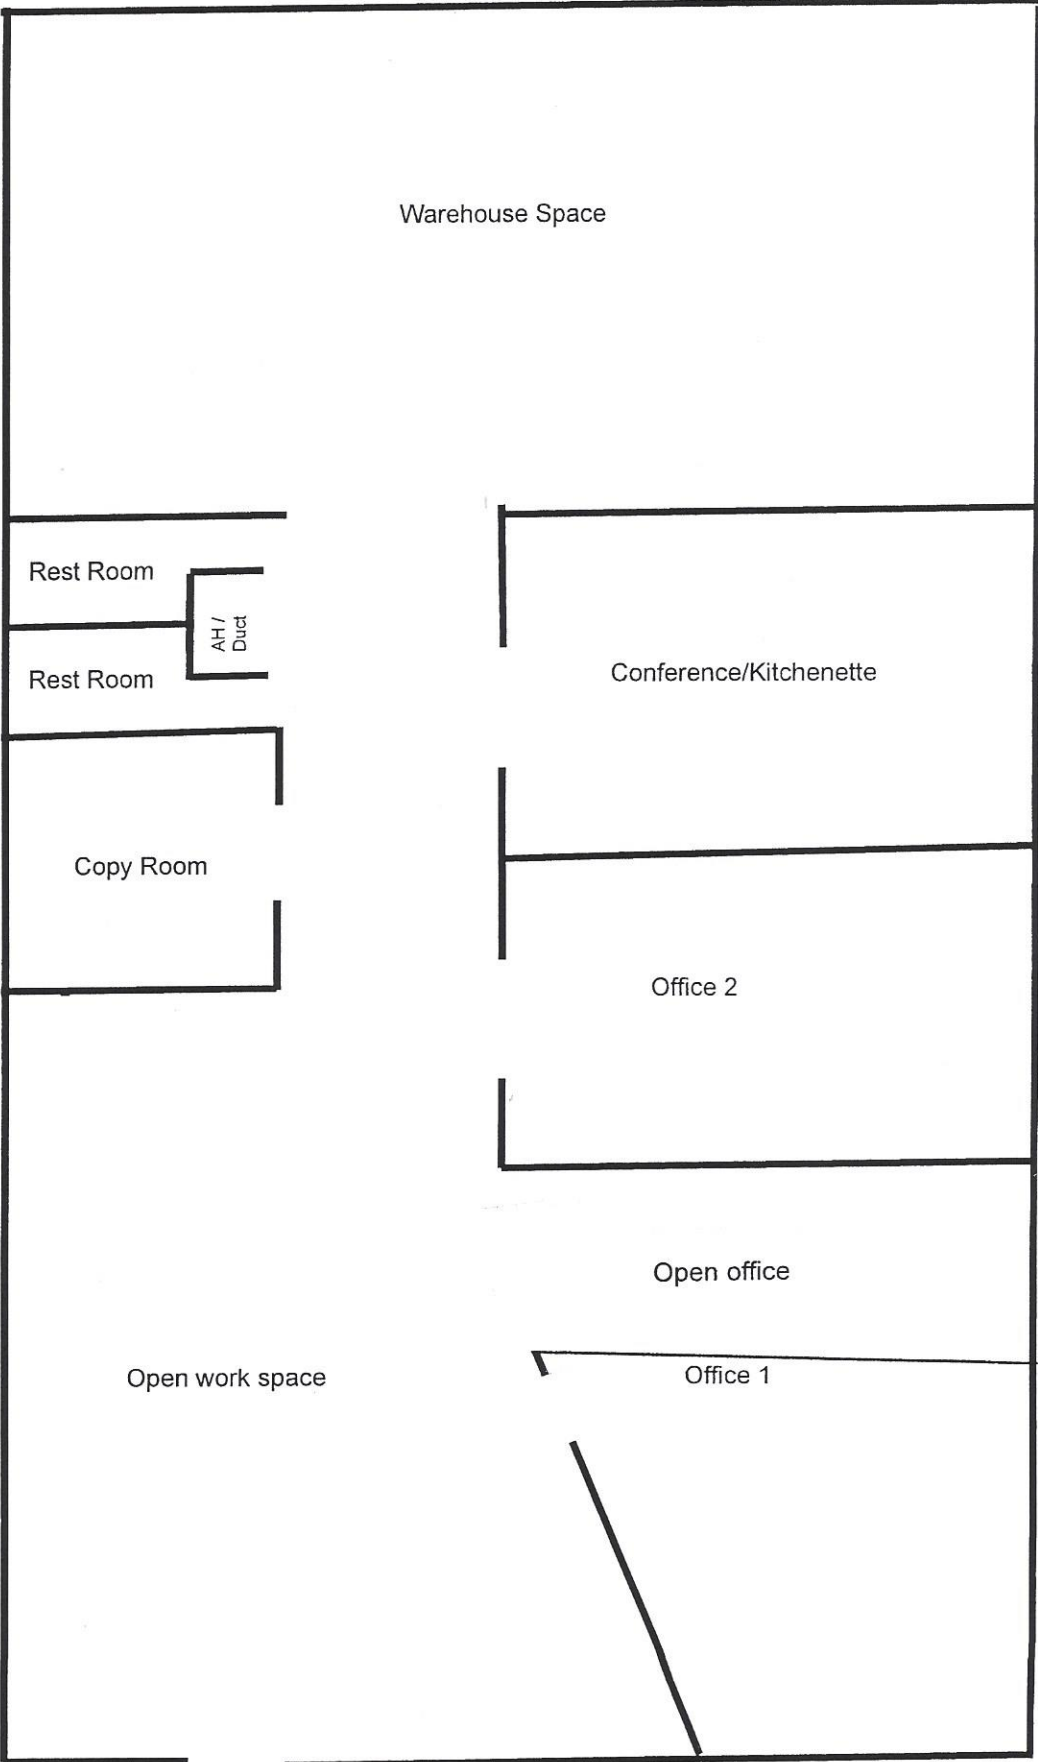 Warehouse Space
Rest Room
AH /
Duct
Rest Room
Conference/Kitchenette
Copy Room
Office 2
Open office
Office 1
Open work space